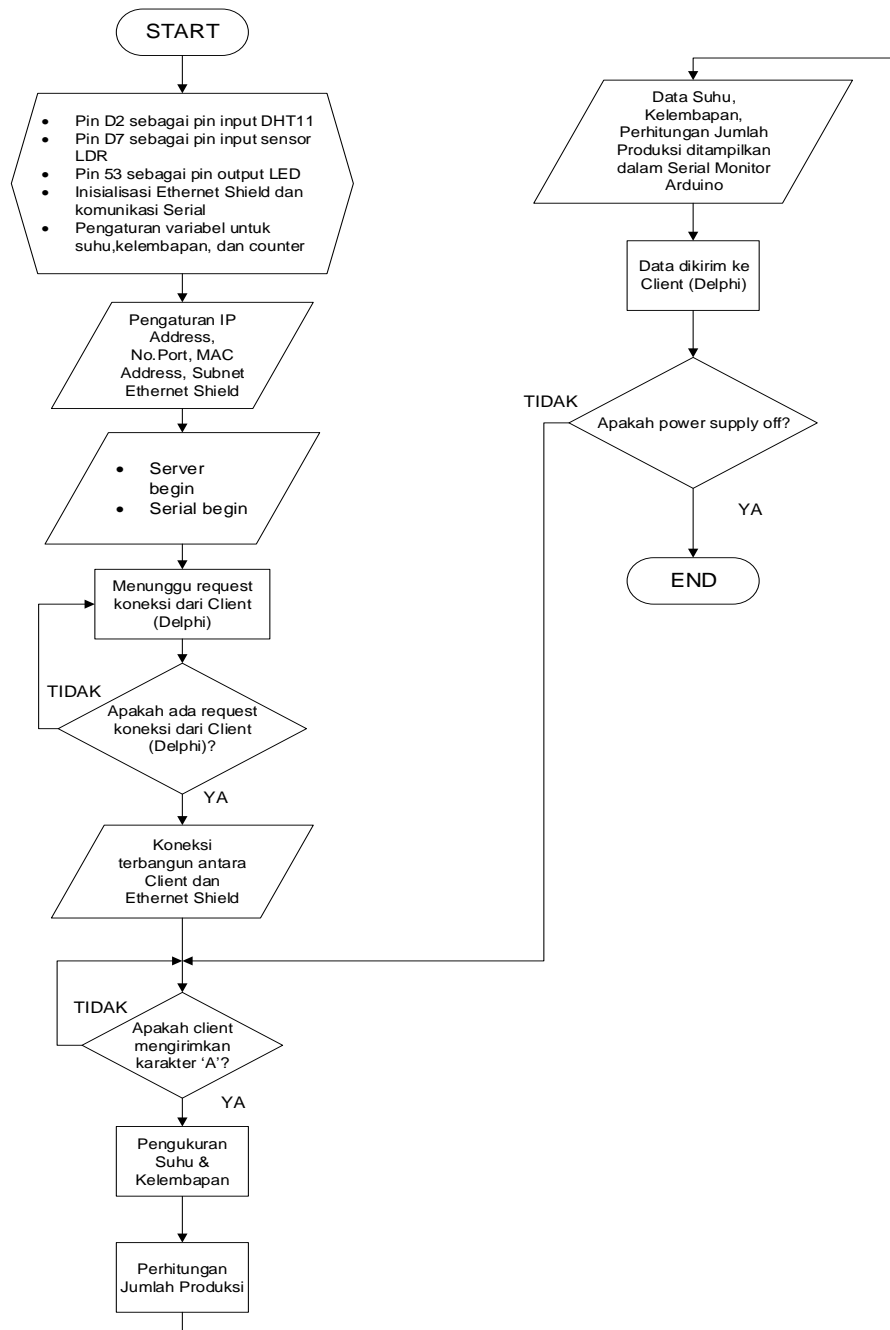 START
• Pin D2 sebagai pin input DHT11
• Pin D7 sebagai pin input sensor
LDR
• Pin 53 sebagai pin output LED
• Inisialisasi Ethernet Shield dan
komunikasi Serial
• Pengaturan variabel untuk
suhu,kelembapan, dan counter
Pengaturan IP
Address,
No.Port, MAC
Address, Subnet
Ethernet Shield
• Server
begin
• Serial begin
Menunggu request
koneksi dari Client
(Delphi)
TIDAK
Apakah ada request
koneksi dari Client
(Delphi)?
YA
Koneksi
terbangun antara
Client dan
Ethernet Shield
TIDAK
Apakah client
mengirimkan
karakter ‘A’?
YA
Pengukuran
Suhu &
Kelembapan
Perhitungan
Jumlah Produksi
Data Suhu,
Kelembapan,
Perhitungan Jumlah
Produksi ditampilkan
dalam Serial Monitor
Arduino
Data dikirim ke
Client (Delphi)
TIDAK
Apakah power supply off?
YA
END